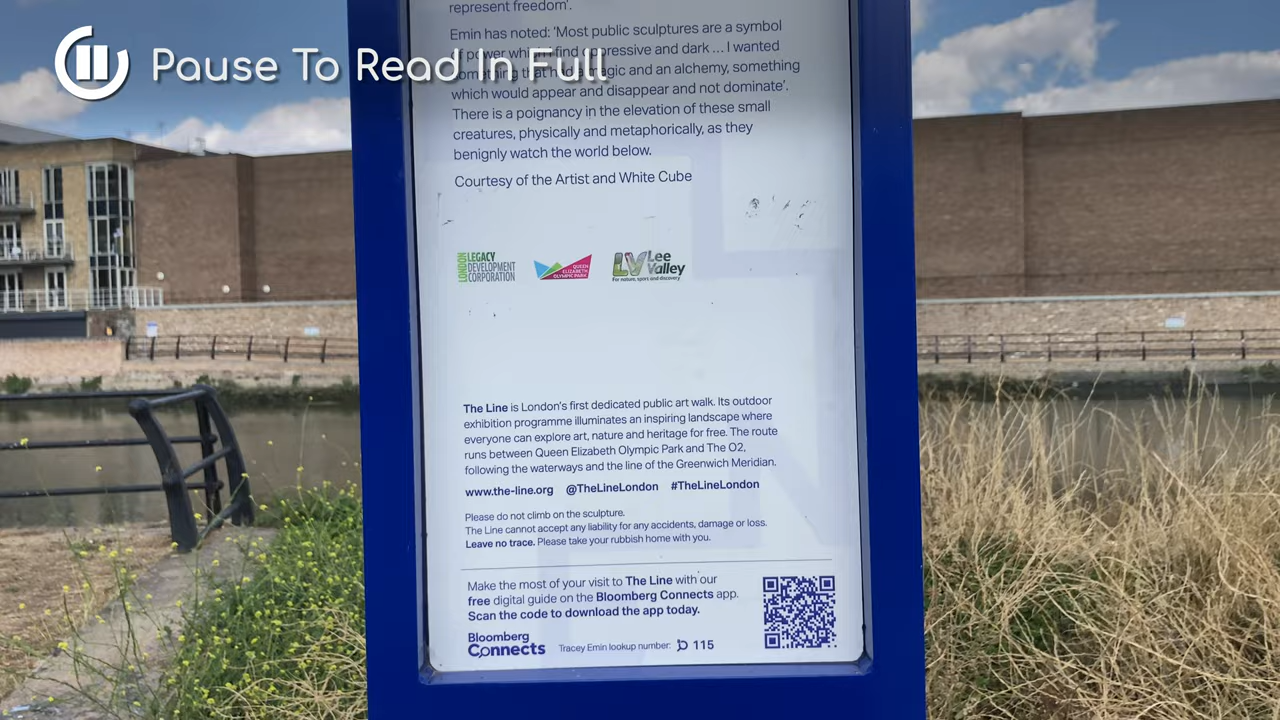 represent freedom'.
Emin has noted: 'Most public sculptures are a symbol
of power which I find oppressive and dark ... I wanted
something that had a magic and an alchemy, something
which would appear and disappear and not dominate'.
There is a poignancy in the elevation of these small
creatures, physically and metaphorically, as they
benignly watch the world below.
Courtesy of the Artist and White Cube
Pause To Read In Full
LONDON LEGACY
DEVELOPMENT
CORPORATION
QUEEN
ELIZABETH
OLYMPIC PARK
LV Lee
Valley
For nature, sport and discovery
The Line is London's first dedicated public art walk. Its outdoor
exhibition programme illuminates an inspiring landscape where
everyone can explore art, nature and heritage for free. The route
runs between Queen Elizabeth Olympic Park and The O2,
following the waterways and the line of the Greenwich Meridian.
www.the-line.org @TheLineLondon #TheLineLondon
Please do not climb on the sculpture.
The Line cannot accept any liability for any accidents, damage or loss.
Leave no trace. Please take your rubbish home with you.
Make the most of your visit to The Line with our
free digital guide on the Bloomberg Connects app.
Scan the code to download the app today.
Bloomberg
Connects
Tracey Emin lookup number: 115